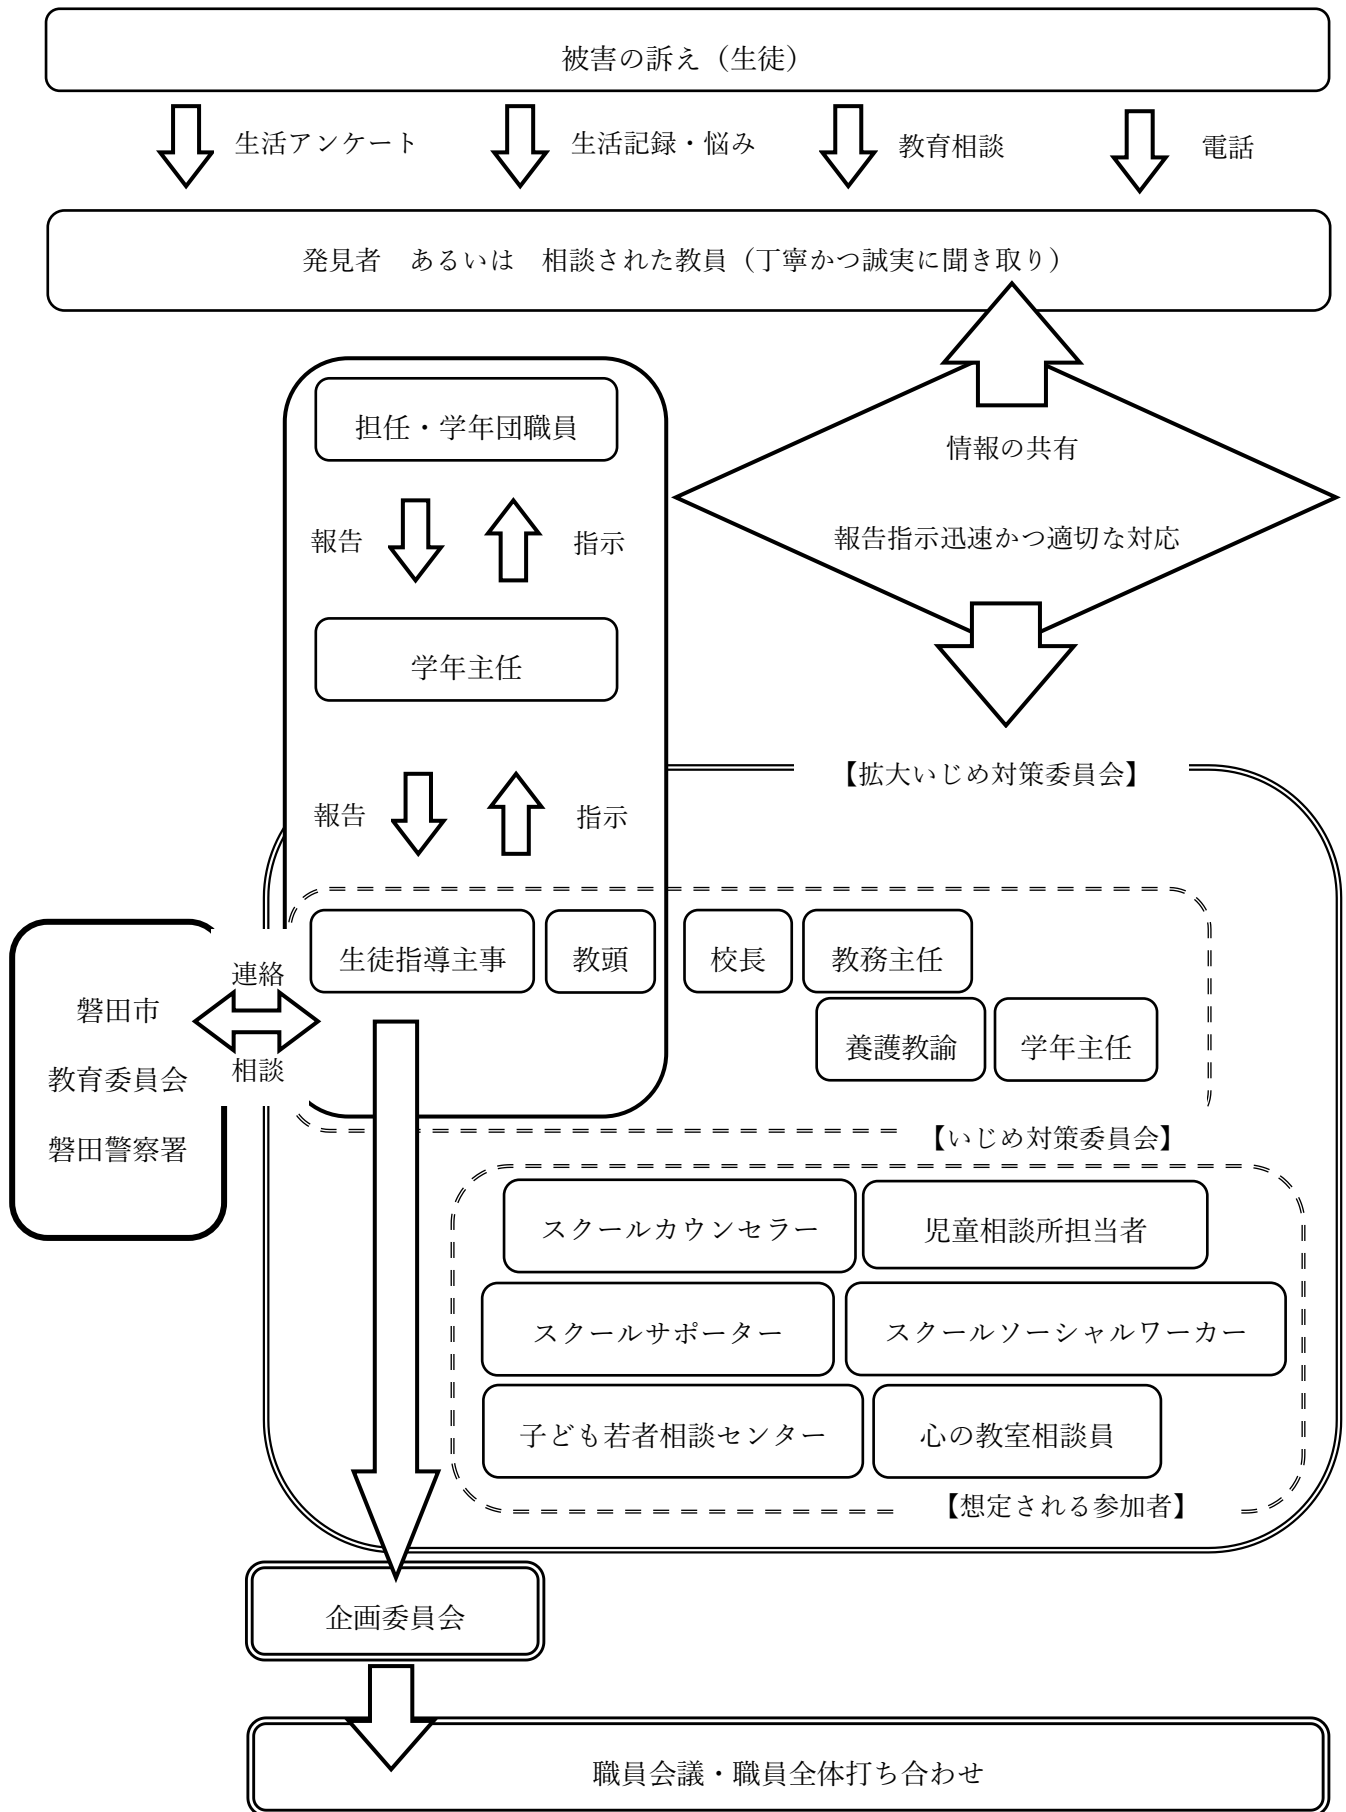 被害の訴え（生徒）
生活アンケート
生活記録・悩み
教育相談
電話
発見者　あるいは　相談された教員（丁寧かつ誠実に聞き取り）
担任・学年団職員
情報の共有
報告指示迅速かつ適切な対応
報告
指示
学年主任
【拡大いじめ対策委員会】
報告
指示
生徒指導主事
教頭
校長
教務主任
養護教諭
学年主任
連絡
相談
磐田市
教育委員会
磐田警察署
【いじめ対策委員会】
スクールカウンセラー
児童相談所担当者
スクールサポーター
スクールソーシャルワーカー
子ども若者相談センター
心の教室相談員
【想定される参加者】
企画委員会
職員会議・職員全体打ち合わせ